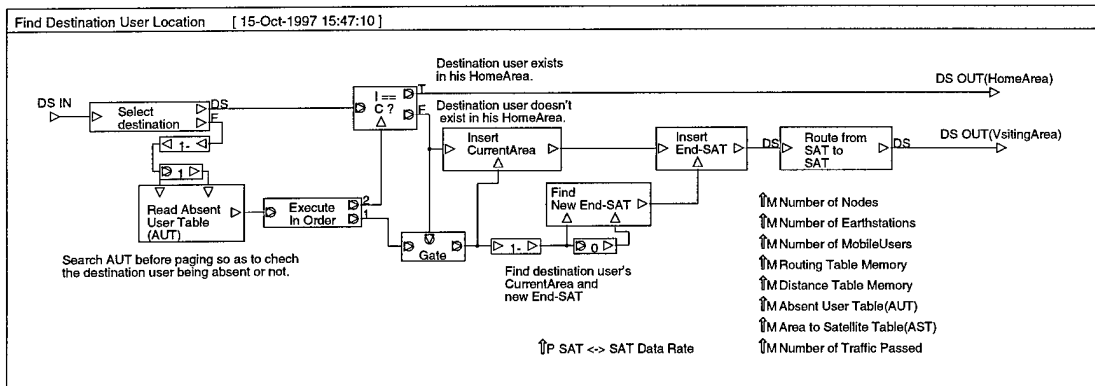 Find Destination User Location [ 15-Oct-1997 15:47:10 ]
Destination user exists
in his HomeArea.
DS OUT(HomeArea)
DS IN
Select
destination
DS
F
I ==
C ?
T
F
Destination user doesn't
exist in his HomeArea.
Insert
CurrentArea
Insert
End-SAT
DS
Route from
SAT to
SAT
DS
DS OUT(VsitingArea)
1-
1
Read Absent
User Table
(AUT)
Execute
In Order
2
1
Gate
Find
New End-SAT
1-
0
Search AUT before paging so as to chech
the destination user being absent or not.
Find destination user's
CurrentArea and
new End-SAT
⇑M Number of Nodes
⇑M Number of Earthstations
⇑M Number of MobileUsers
⇑M Routing Table Memory
⇑M Distance Table Memory
⇑M Absent User Table(AUT)
⇑M Area to Satellite Table(AST)
⇑M Number of Traffic Passed
⇑P SAT <-> SAT Data Rate